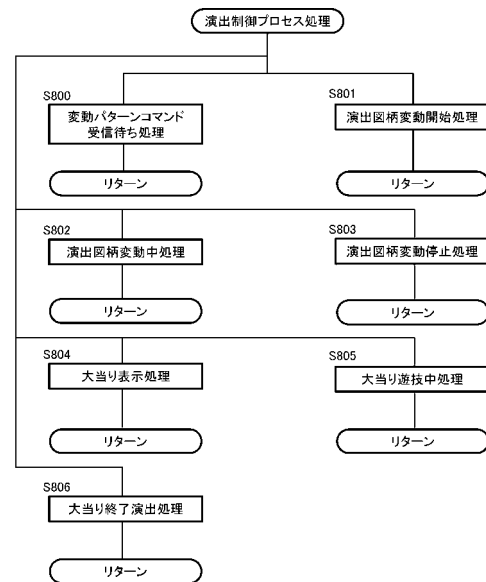 演出制御プロセス処理
S800
変動パターンコマンド
受信待ち処理
リターン
S801
演出図柄変動開始処理
リターン
S802
演出図柄変動中処理
リターン
S803
演出図柄変動停止処理
リターン
S804
大当り表示処理
リターン
S805
大当り遊技中処理
リターン
S806
大当り終了演出処理
リターン